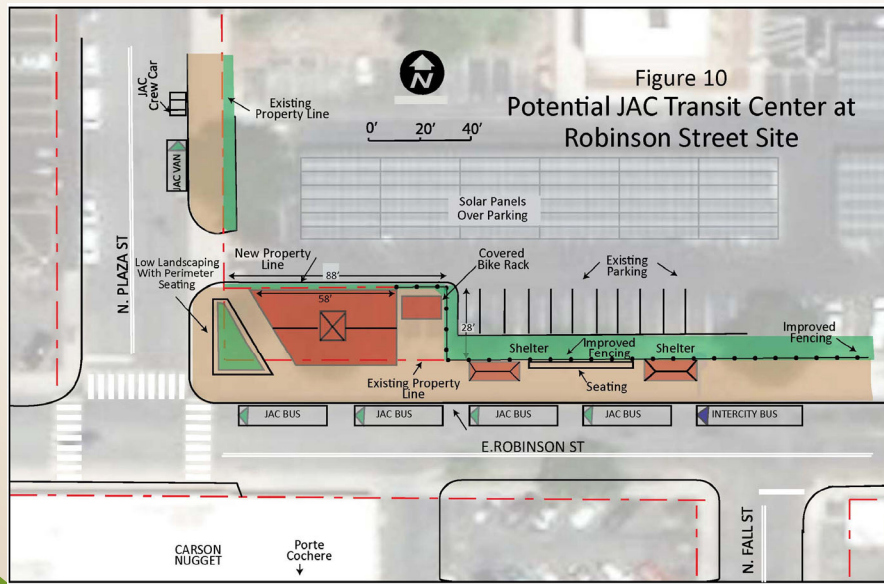 Figure 10
Potential JAC Transit Center at
Robinson Street Site
N
0' 20' 40'
JAC
Crew Car
Existing
Property Line
JAC VAN
Solar Panels
Over Parking
N. PLAZA ST
Low Landscaping
With Perimeter
Seating
New Property
Line
88'
58'
Covered
Bike Rack
28'
Existing
Parking
Shelter
Improved
Fencing
Shelter
Improved
Fencing
Existing Property
Line
Seating
JAC BUS
JAC BUS
JAC BUS
JAC BUS
INTERCITY BUS
E.ROBINSON ST
CARSON
NUGGET
Porte
Cochere
N. FALL ST